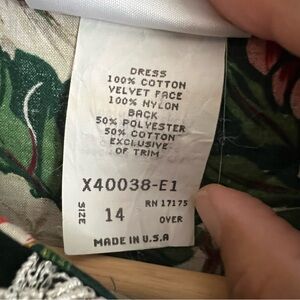 DRESS
100% COTTON
VELVET FACE
100% NYLON
BACK
50% POLYESTER
50% COTTON
EXCLUSIVE
OF TRIM
X40038-E1
SIZE 14 RN 17175
OVER
MADE IN U.S.A